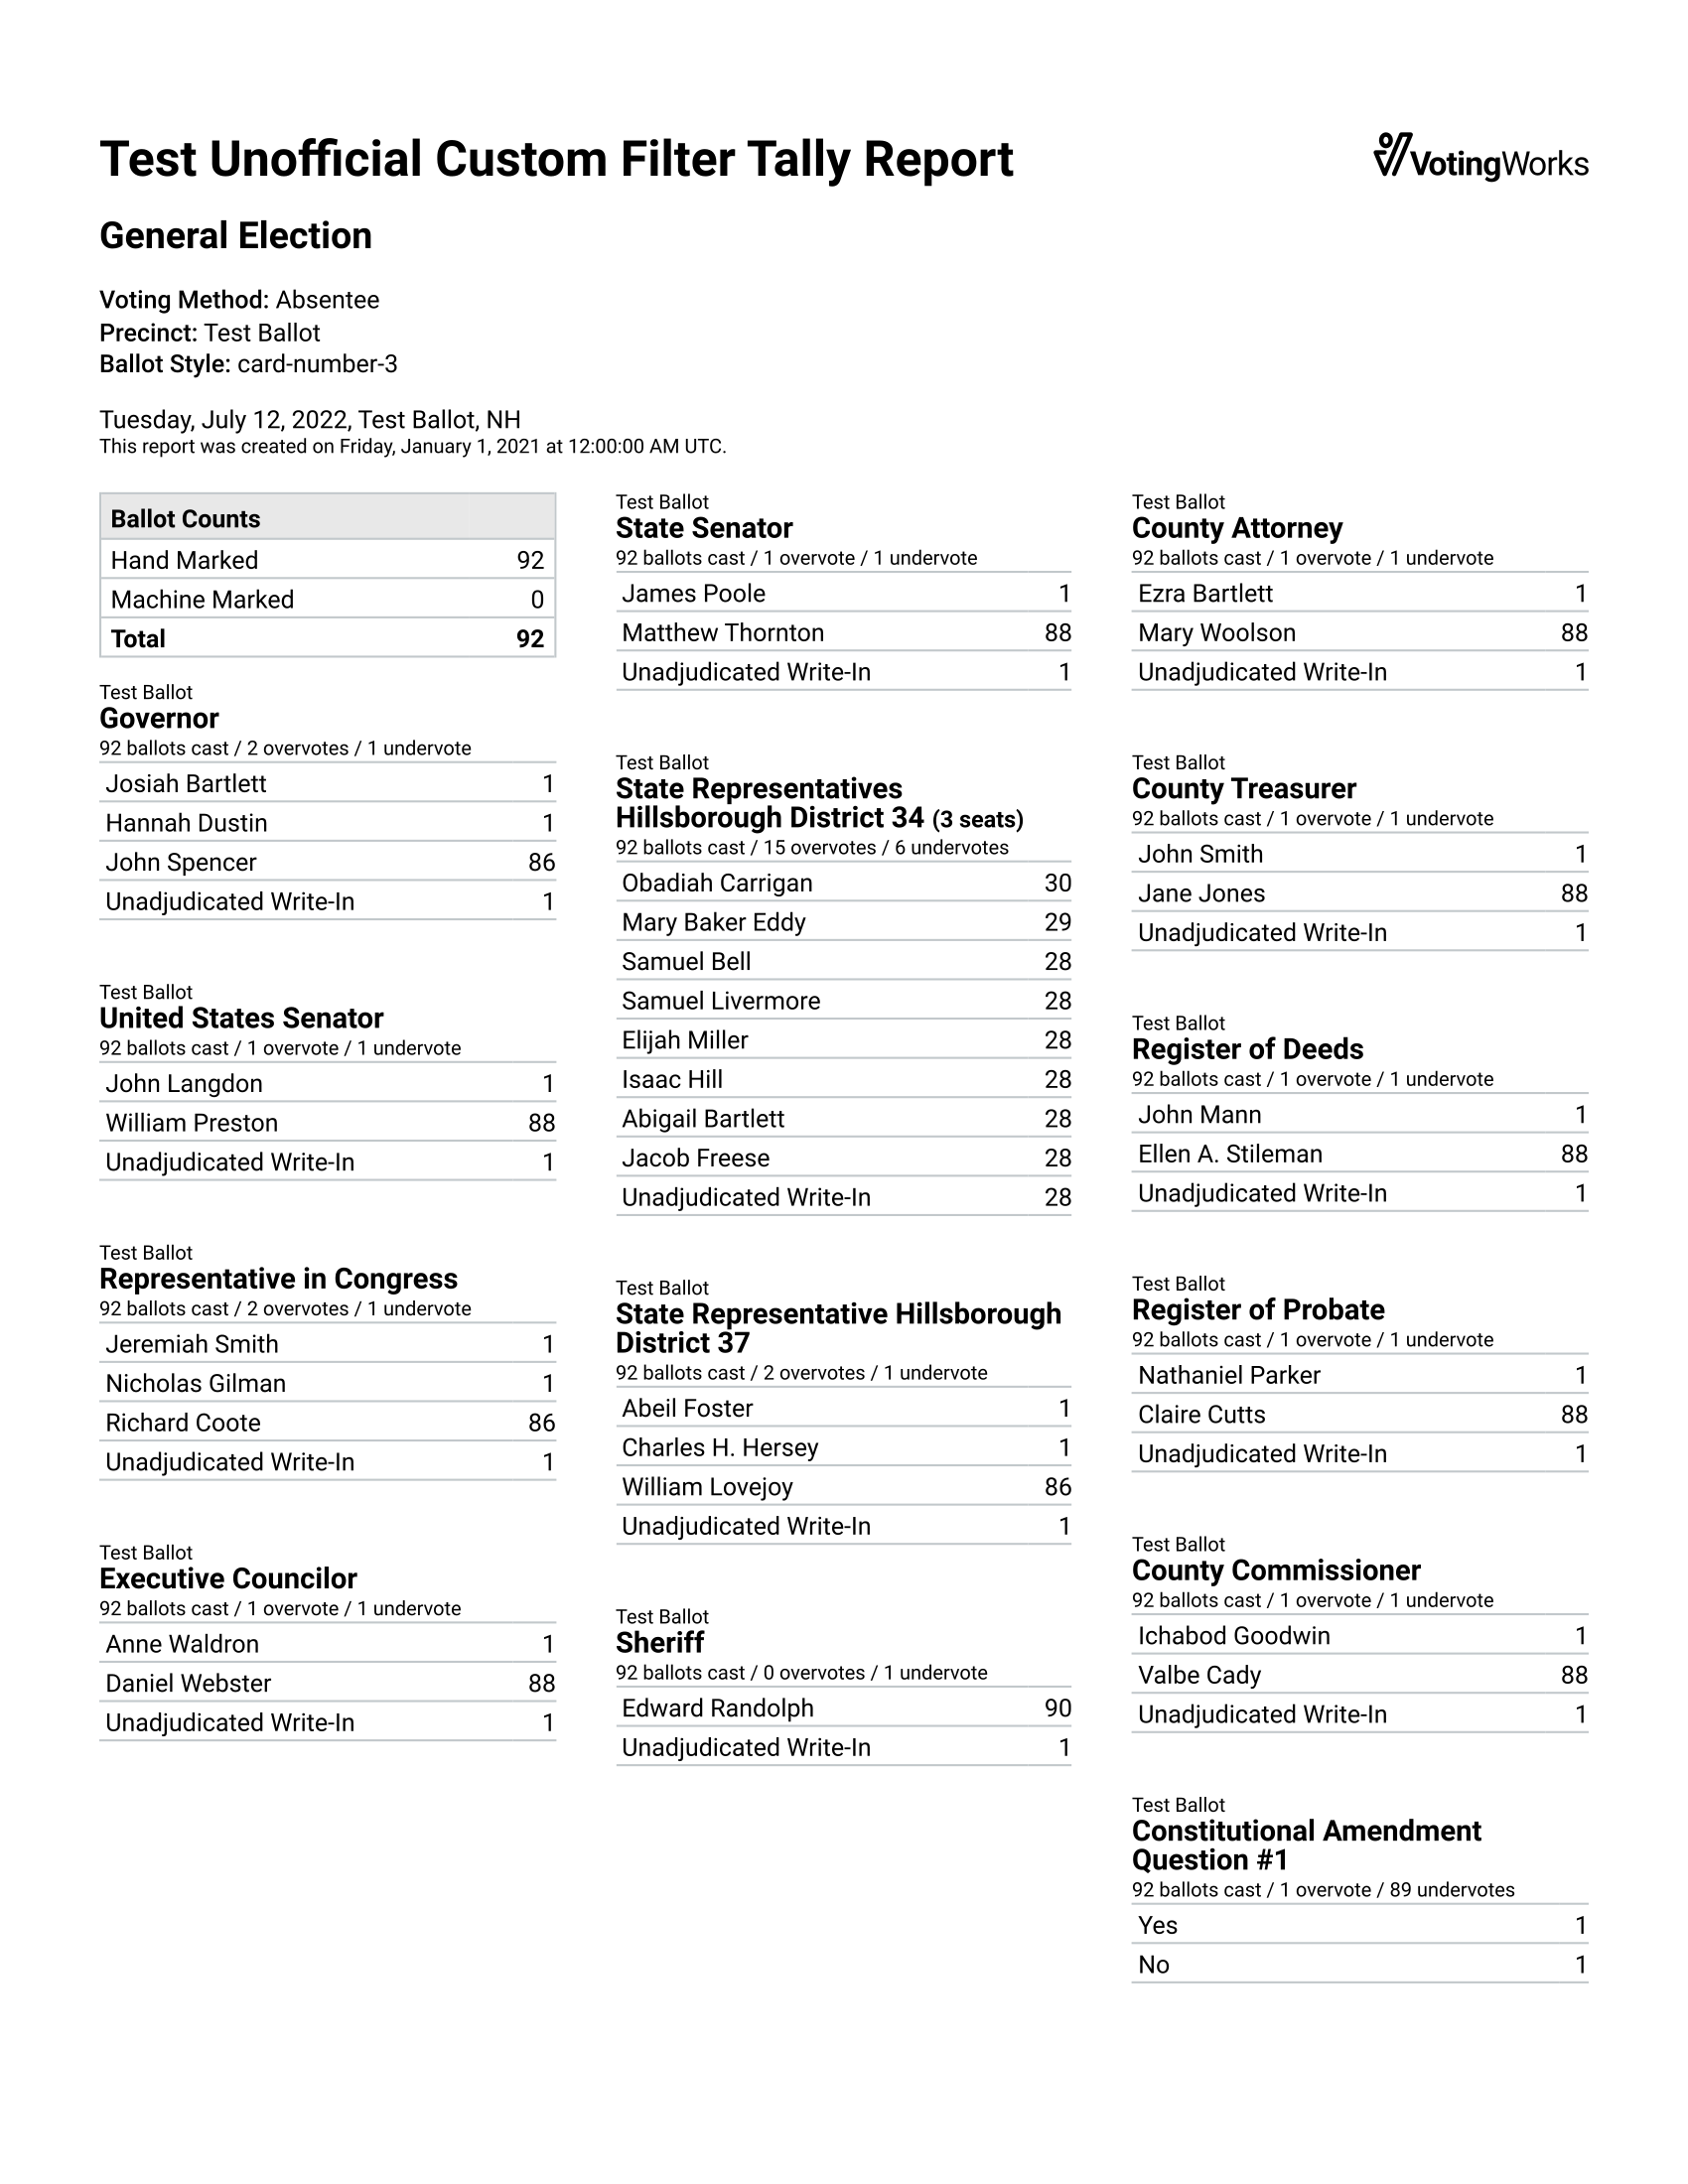 Test Unofficial Custom Filter Tally Report
VotingWorks
General Election
Voting Method: Absentee
Precinct: Test Ballot
Ballot Style: card-number-3
Tuesday, July 12, 2022, Test Ballot, NH
This report was created on Friday, January 1, 2021 at 12:00:00 AM UTC.
Ballot Counts
Hand Marked 92
Machine Marked 0
Total 92
Test Ballot
Governor
92 ballots cast / 2 overvotes / 1 undervote
Josiah Bartlett 1
Hannah Dustin 1
John Spencer 86
Unadjudicated Write-In 1
Test Ballot
United States Senator
92 ballots cast / 1 overvote / 1 undervote
John Langdon 1
William Preston 88
Unadjudicated Write-In 1
Test Ballot
Representative in Congress
92 ballots cast / 2 overvotes / 1 undervote
Jeremiah Smith 1
Nicholas Gilman 1
Richard Coote 86
Unadjudicated Write-In 1
Test Ballot
Executive Councilor
92 ballots cast / 1 overvote / 1 undervote
Anne Waldron 1
Daniel Webster 88
Unadjudicated Write-In 1
Test Ballot
State Senator
92 ballots cast / 1 overvote / 1 undervote
James Poole 1
Matthew Thornton 88
Unadjudicated Write-In 1
Test Ballot
State Representatives
Hillsborough District 34 (3 seats)
92 ballots cast / 15 overvotes / 6 undervotes
Obadiah Carrigan 30
Mary Baker Eddy 29
Samuel Bell 28
Samuel Livermore 28
Elijah Miller 28
Isaac Hill 28
Abigail Bartlett 28
Jacob Freese 28
Unadjudicated Write-In 28
Test Ballot
State Representative Hillsborough
District 37
92 ballots cast / 2 overvotes / 1 undervote
Abeil Foster 1
Charles H. Hersey 1
William Lovejoy 86
Unadjudicated Write-In 1
Test Ballot
Sheriff
92 ballots cast / 0 overvotes / 1 undervote
Edward Randolph 90
Unadjudicated Write-In 1
Test Ballot
County Attorney
92 ballots cast / 1 overvote / 1 undervote
Ezra Bartlett 1
Mary Woolson 88
Unadjudicated Write-In 1
Test Ballot
County Treasurer
92 ballots cast / 1 overvote / 1 undervote
John Smith 1
Jane Jones 88
Unadjudicated Write-In 1
Test Ballot
Register of Deeds
92 ballots cast / 1 overvote / 1 undervote
John Mann 1
Ellen A. Stileman 88
Unadjudicated Write-In 1
Test Ballot
Register of Probate
92 ballots cast / 1 overvote / 1 undervote
Nathaniel Parker 1
Claire Cutts 88
Unadjudicated Write-In 1
Test Ballot
County Commissioner
92 ballots cast / 1 overvote / 1 undervote
Ichabod Goodwin 1
Valbe Cady 88
Unadjudicated Write-In 1
Test Ballot
Constitutional Amendment
Question #1
92 ballots cast / 1 overvote / 89 undervotes
Yes 1
No 1